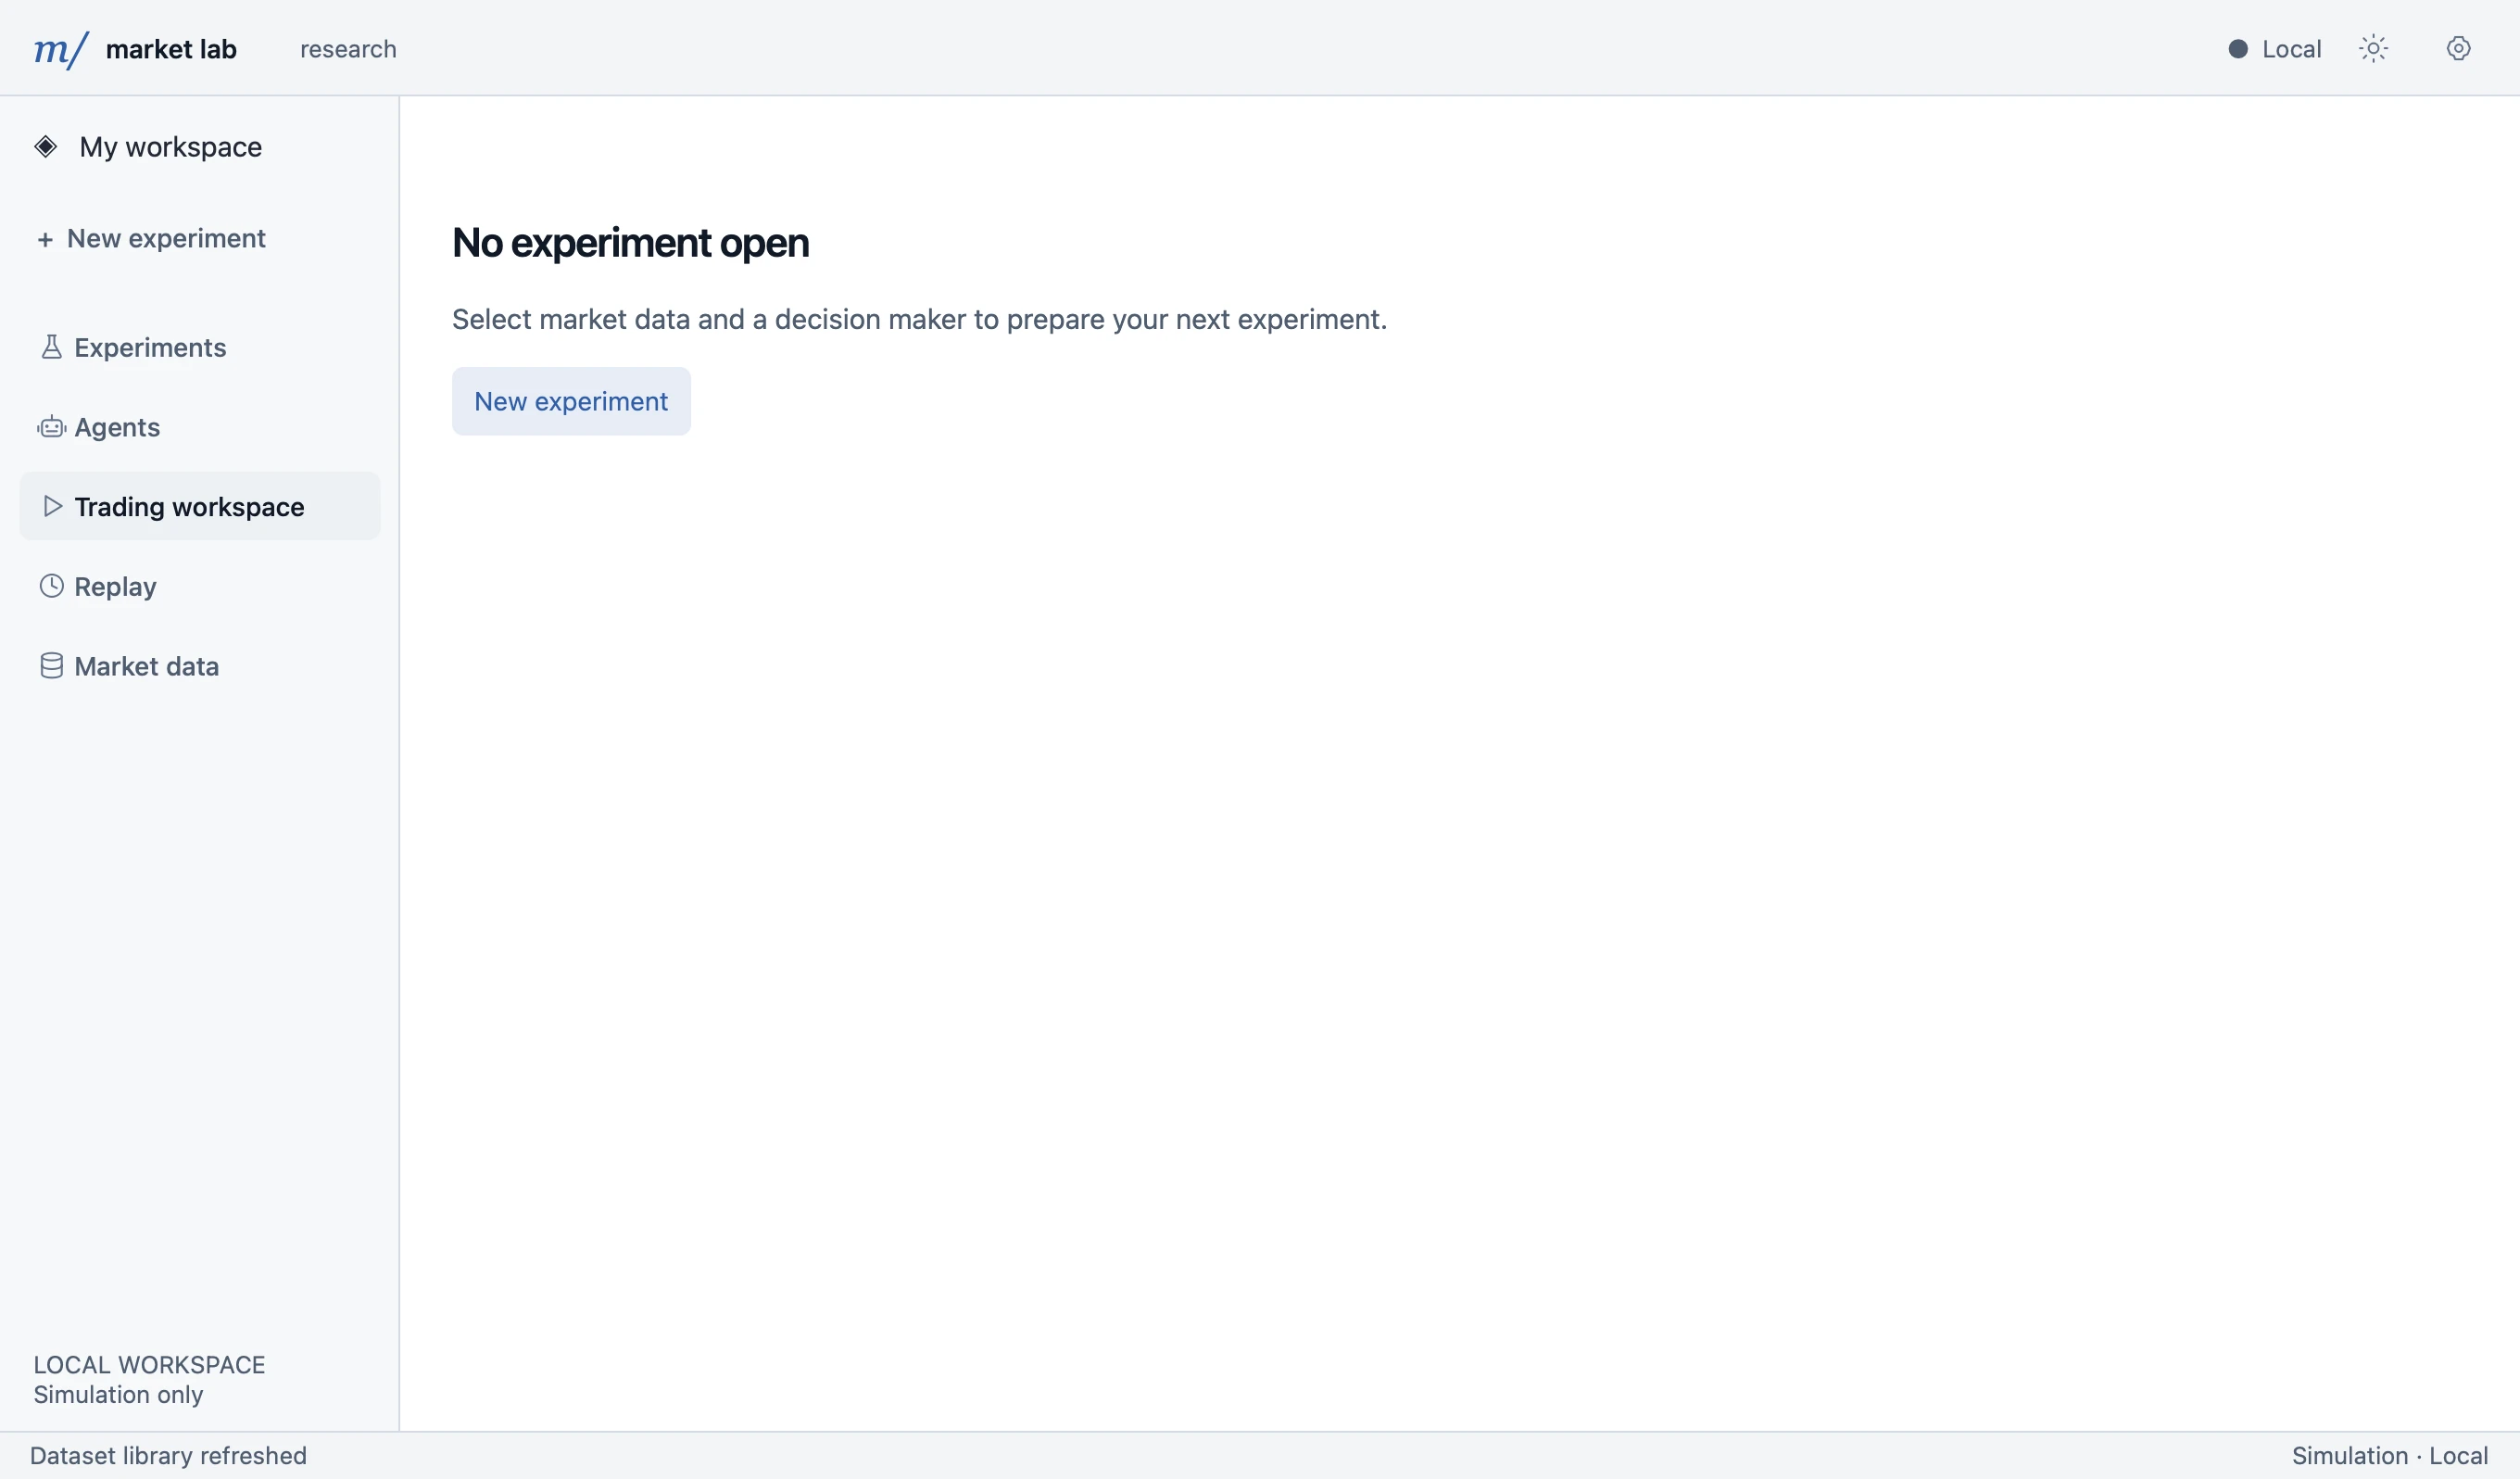 m/ market lab research Local
My workspace
+ New experiment
Experiments
Agents
Trading workspace
Replay
Market data
LOCAL WORKSPACE
Simulation only
No experiment open
Select market data and a decision maker to prepare your next experiment.
New experiment
Dataset library refreshed
Simulation · Local